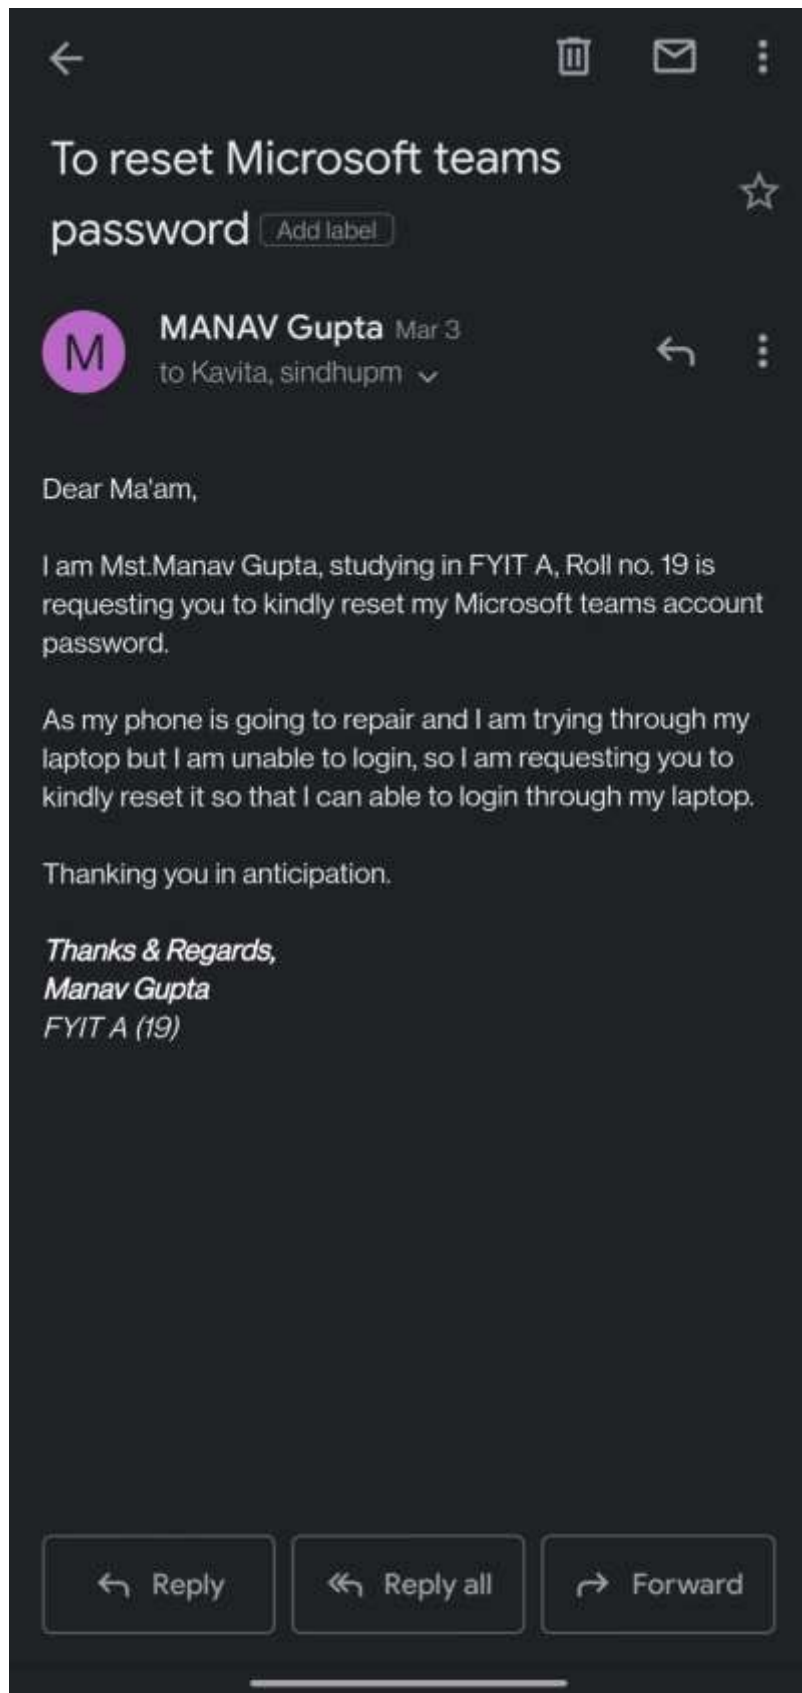 To reset Microsoft teams
password Add label
M
MANAV Gupta Mar 3
to Kavita, sindhupm
Dear Ma'am,
I am Mst.Manav Gupta, studying in FYIT A, Roll no. 19 is
requesting you to kindly reset my Microsoft teams account
password.
As my phone is going to repair and I am trying through my
laptop but I am unable to login, so I am requesting you to
kindly reset it so that I can able to login through my laptop.
Thanking you in anticipation.
Thanks & Regards,
Manav Gupta
FYIT A (19)
Reply Reply all Forward